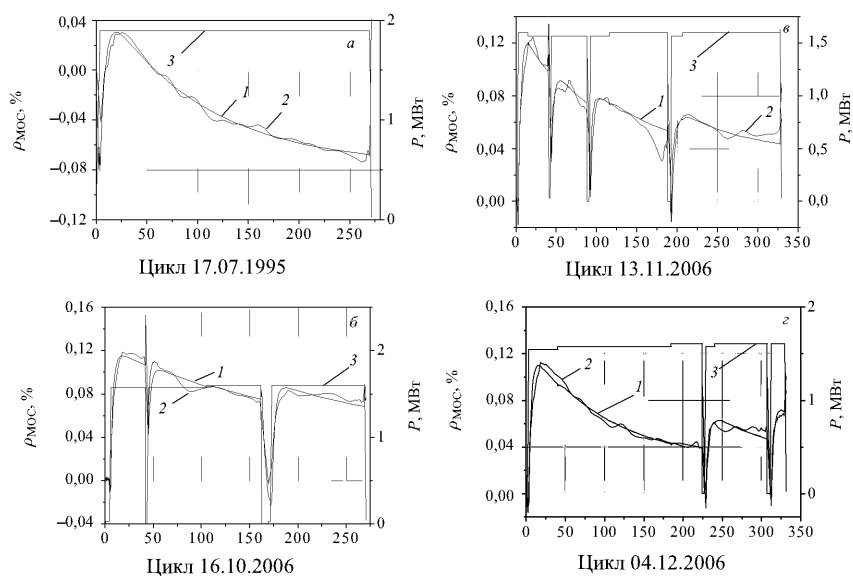 0,04
0,00
–0,04
–0,08
–0,12
ρМОС, %
2
1
0
P, МВт
а
3
1
2
0 50 100 150 200 250
Цикл 17.07.1995
0,12
0,08
0,04
0,00
ρМОС, %
1,5
1,0
0,5
0,0
P, МВт
в
3
1
2
0 50 100 150 200 250 300 350
Цикл 13.11.2006
0,16
0,12
0,08
0,04
0,00
–0,04
ρМОС, %
2
1
1
0
P, МВт
б
1
3
2
0 50 100 150 200 250
Цикл 16.10.2006
0,16
0,12
0,08
0,04
0,00
ρМОС, %
2
1
1
0
P, МВт
г
2
3
1
0 50 100 150 200 250 300 350
Цикл 04.12.2006